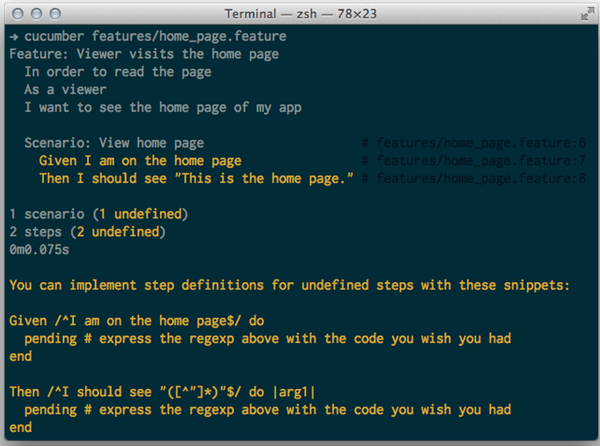 Terminal — zsh — 78×23
➜ cucumber features/home_page.feature
Feature: Viewer visits the home page
  In order to read the page
  As a viewer
  I want to see the home page of my app

  Scenario: View home page                    # features/home_page.feature:6
    Given I am on the home page               # features/home_page.feature:7
    Then I should see "This is the home page." # features/home_page.feature:8

1 scenario (1 undefined)
2 steps (2 undefined)
0m0.075s

You can implement step definitions for undefined steps with these snippets:

Given /^I am on the home page$/ do
  pending # express the regexp above with the code you wish you had
end

Then /^I should see "([^"]*)"$/ do |arg1|
  pending # express the regexp above with the code you wish you had
end